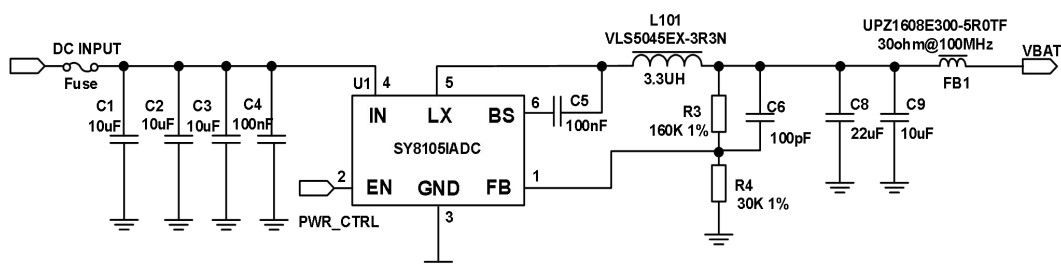 DC INPUT
Fuse
C1
10uF
C2
10uF
C3
10uF
C4
100nF
U1
4
5
6
IN
LX
BS
SY8105IADC
EN
GND
FB
2
3
1
PWR_CTRL
C5
100nF
L101
VLS5045EX-3R3N
3.3UH
R3
160K 1%
C6
100pF
R4
30K 1%
C8
22uF
C9
10uF
UPZ1608E300-5R0TF
30ohm@100MHz
FB1
VBAT